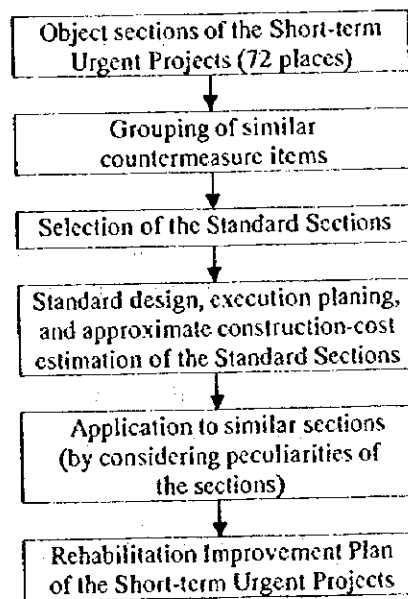 Object sections of the Short-term
Urgent Projects (72 places)
Grouping of similar
countermeasure items
Selection of the Standard Sections
Standard design, execution planing,
and approximate construction-cost
estimation of the Standard Sections
Application to similar sections
(by considering peculiarities of
the sections)
Rehabilitation Improvement Plan
of the Short-term Urgent Projects